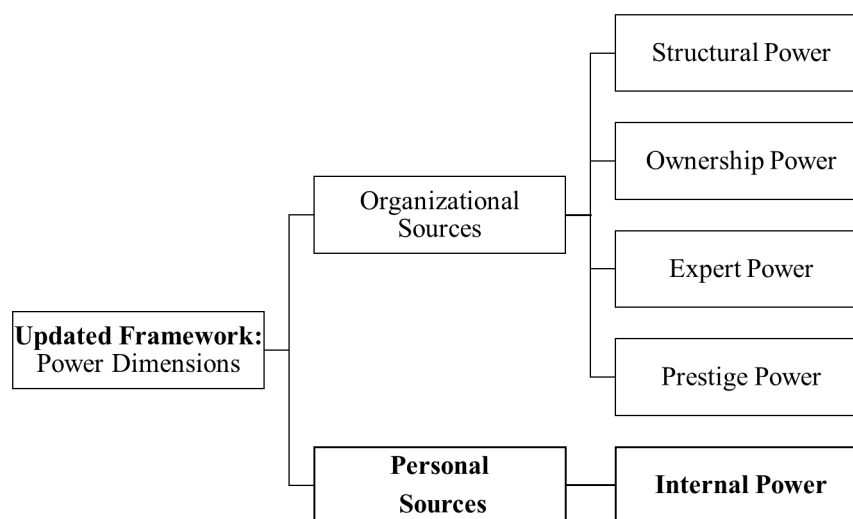 Structural Power
Ownership Power
Organizational
Sources
Expert Power
Updated Framework:
Power Dimensions
Prestige Power
Personal
Sources
Internal Power